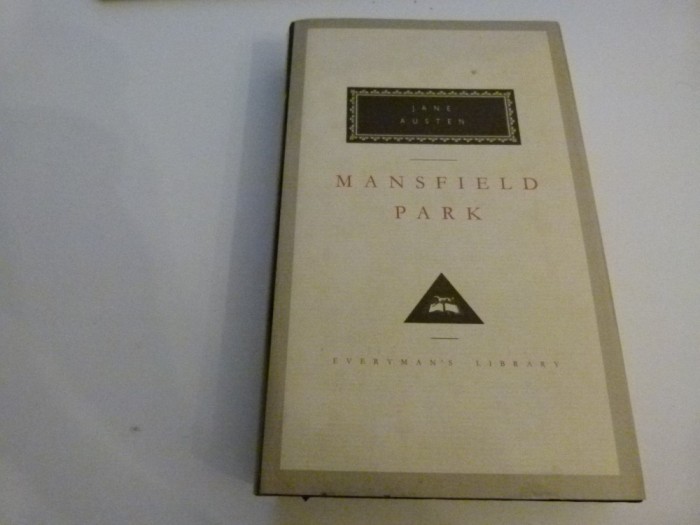 JANE
AUSTEN
MANSFIELD
PARK
EVERYMAN'S LIBRARY